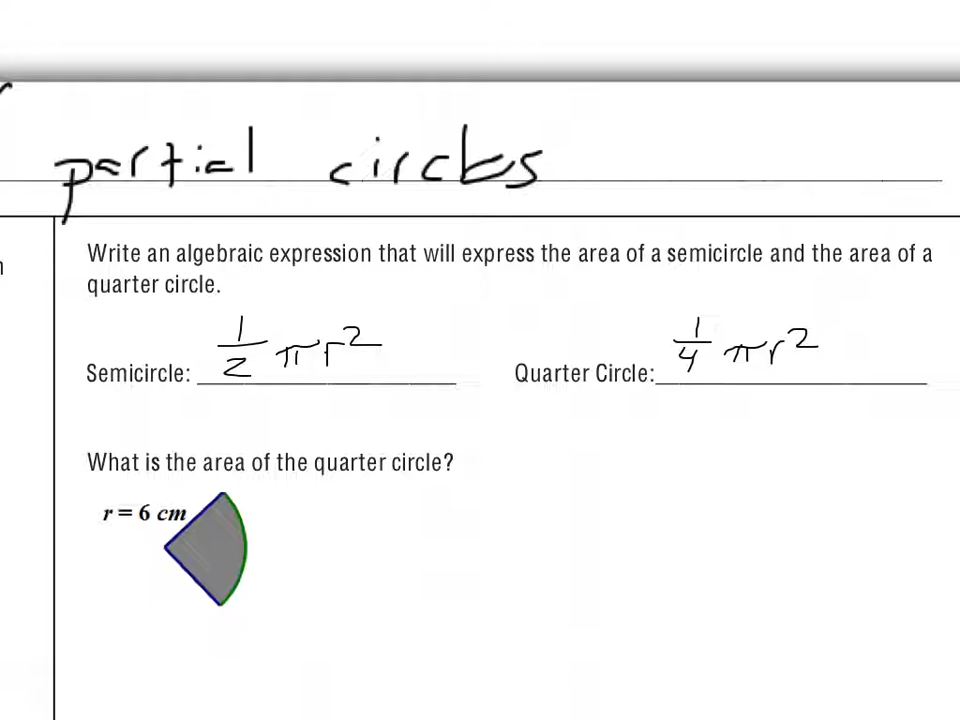 partial circles
Write an algebraic expression that will express the area of a semicircle and the area of a
quarter circle.
Semicircle: 1/2 πr² Quarter Circle: 1/4 πr²
What is the area of the quarter circle?
r = 6 cm